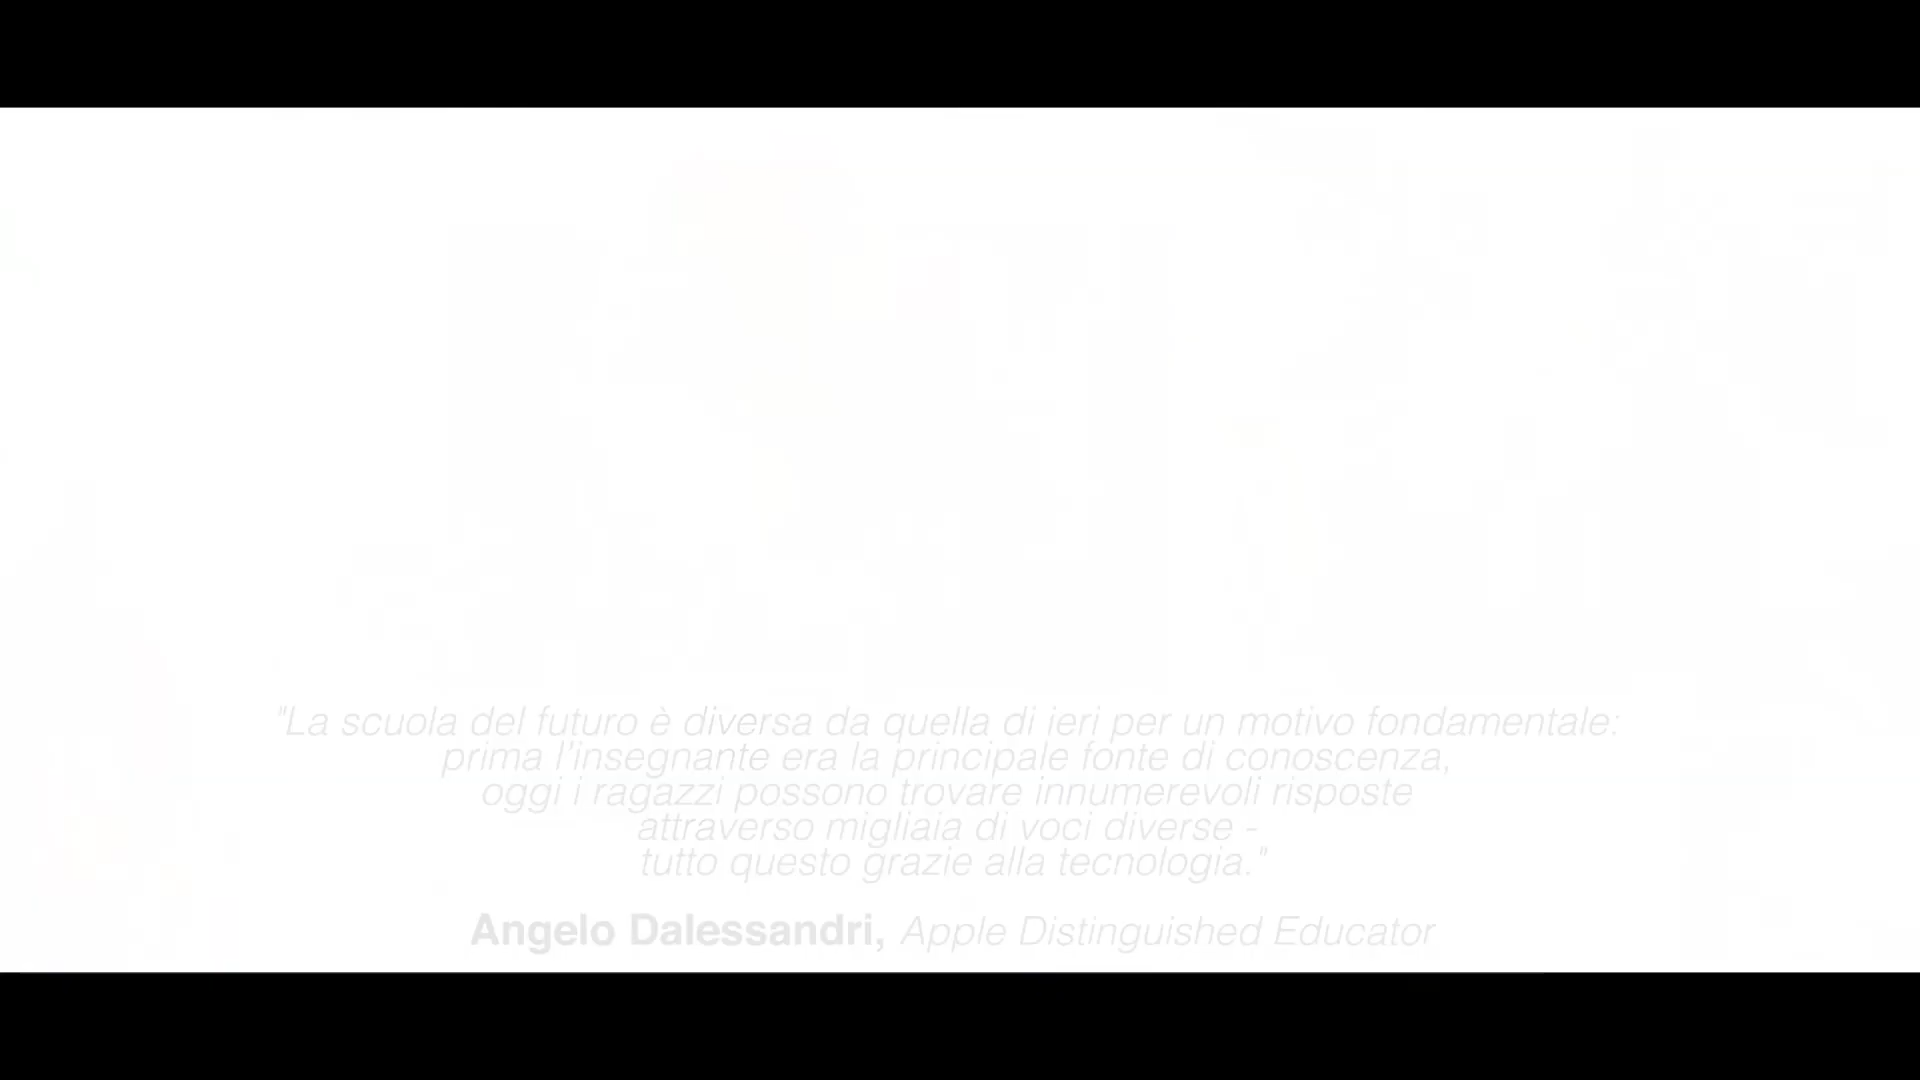 "La scuola del futuro è diversa da quella di ieri per un motivo fondamentale:
prima l'insegnante era la principale fonte di conoscenza,
oggi i ragazzi possono trovare innumerevoli risposte
attraverso migliaia di voci diverse -
tutto questo grazie alla tecnologia."
Angelo Dalessandri, Apple Distinguished Educator